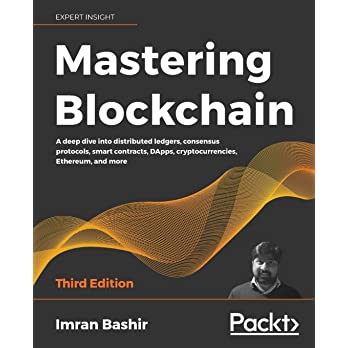 EXPERT INSIGHT
Mastering
Blockchain
A deep dive into distributed ledgers, consensus
protocols, smart contracts, DApps, cryptocurrencies,
Ethereum, and more
Third Edition
Imran Bashir
Packt>